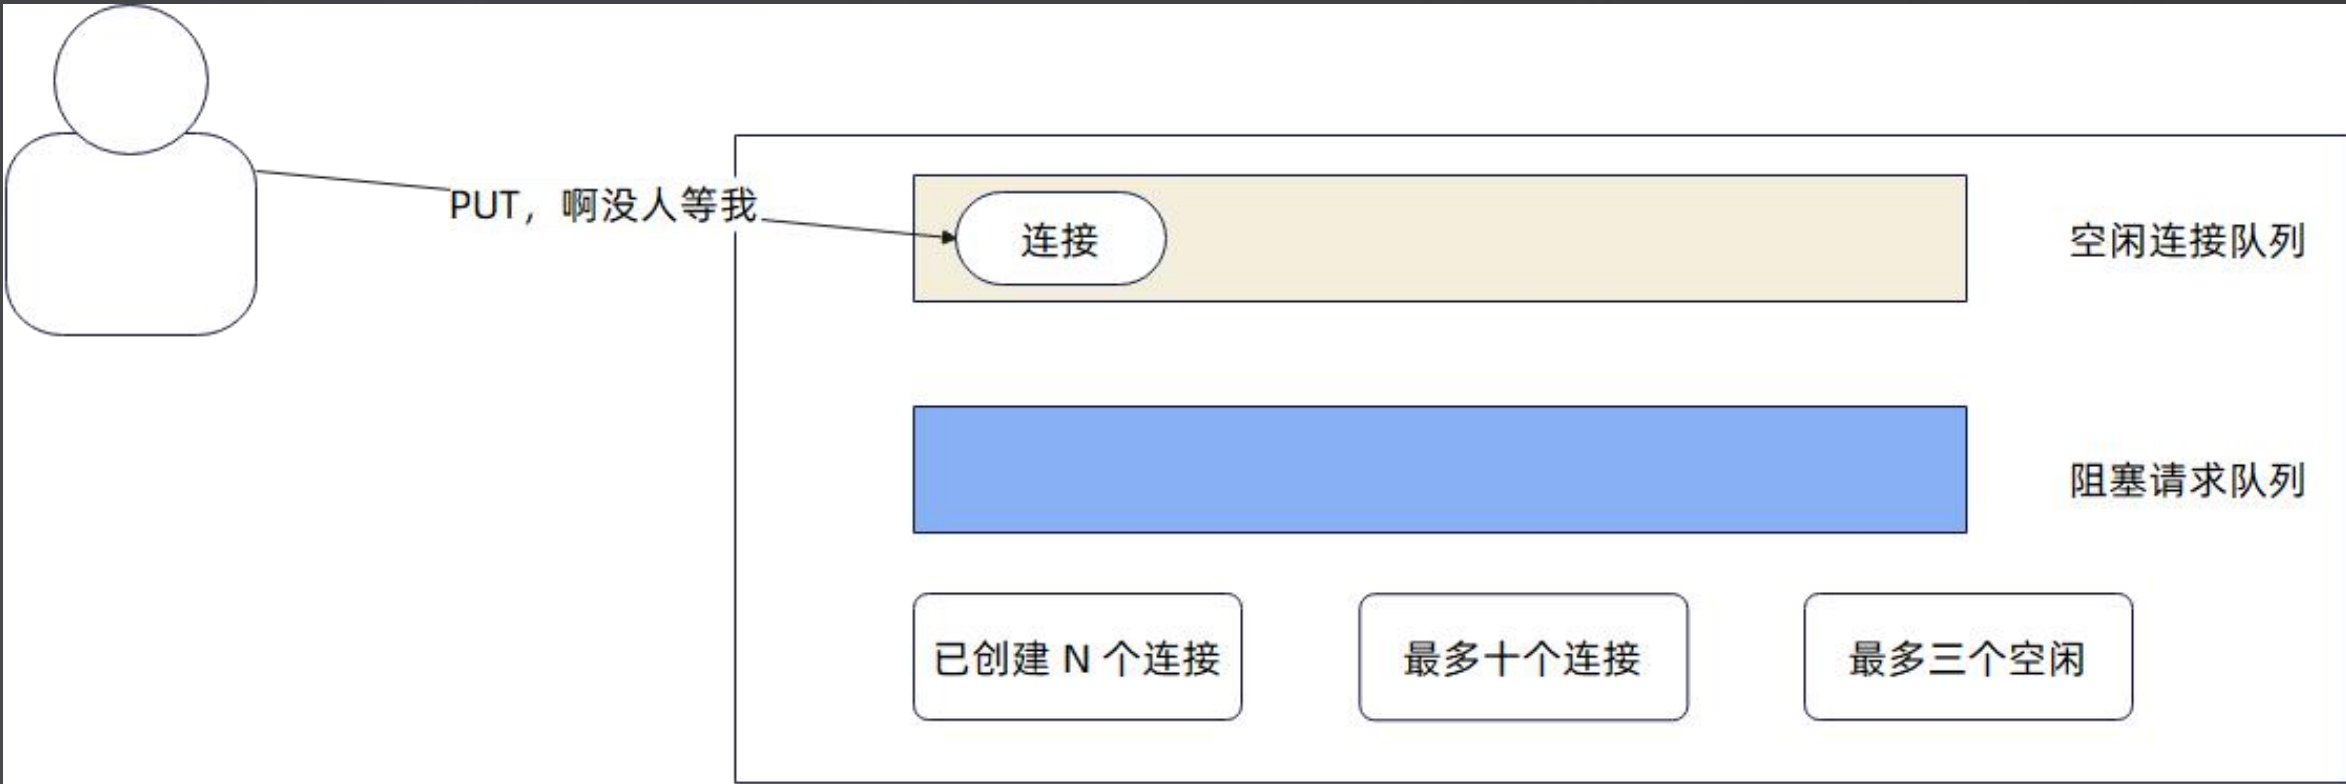 PUT，啊没人等我
连接
空闲连接队列
阻塞请求队列
已创建 N 个连接
最多十个连接
最多三个空闲